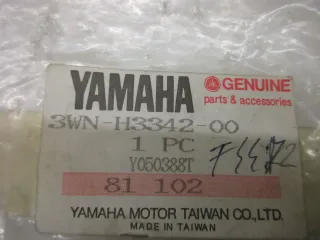 YAMAHA
GENUINE
parts & accessories
3WN-H3342-00
1 PC
Y050388T
81 102
YAMAHA MOTOR TAIWAN CO.,LTD.
MADE IN TAIWAN